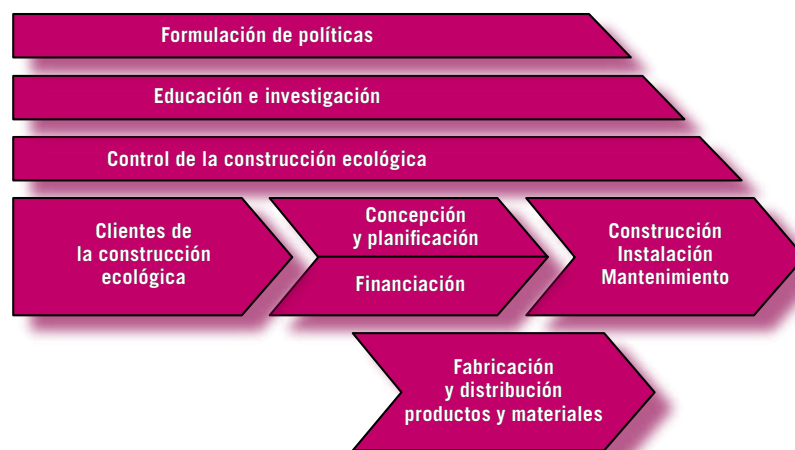 Formulación de políticas
Educación e investigación
Control de la construcción ecológica
Clientes de
la construcción
ecológica
Concepción
y planificación
Financiación
Construcción
Instalación
Mantenimiento
Fabricación
y distribución
productos y materiales